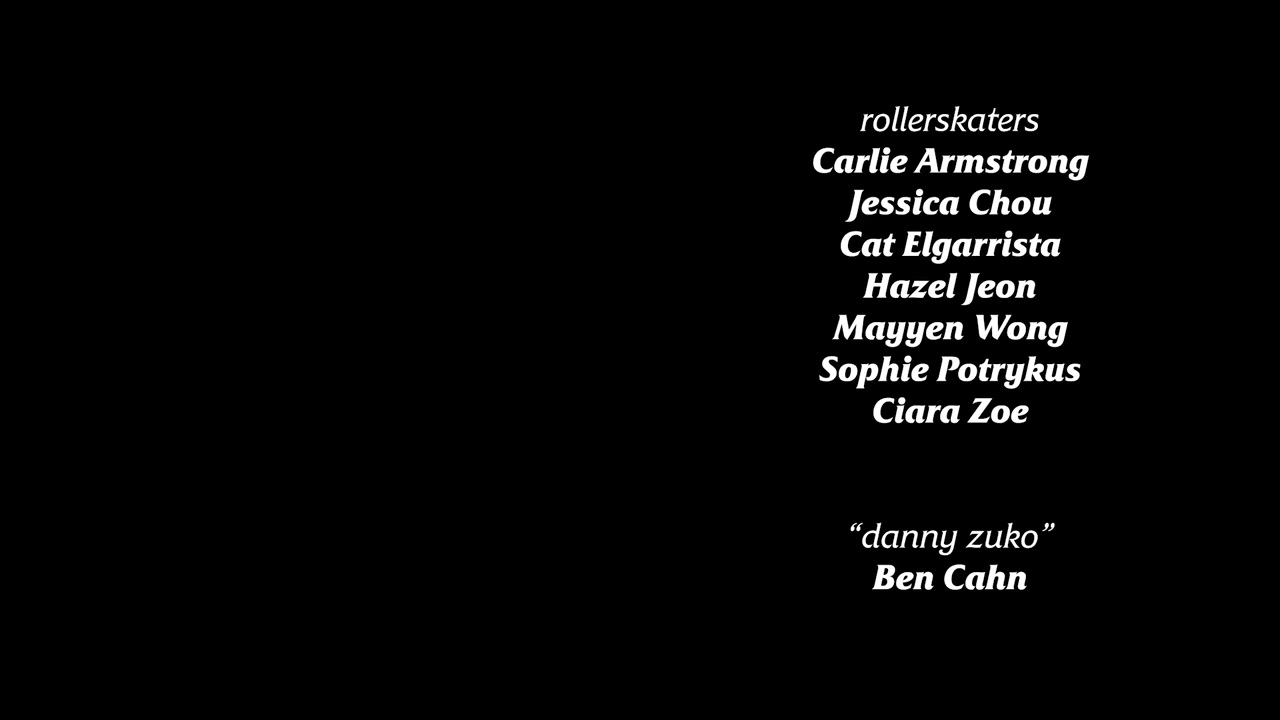 rollerskaters
Carlie Armstrong
Jessica Chou
Cat Elgarrista
Hazel Jeon
Mayyen Wong
Sophie Potrykus
Ciara Zoe
“danny zuko”
Ben Cahn